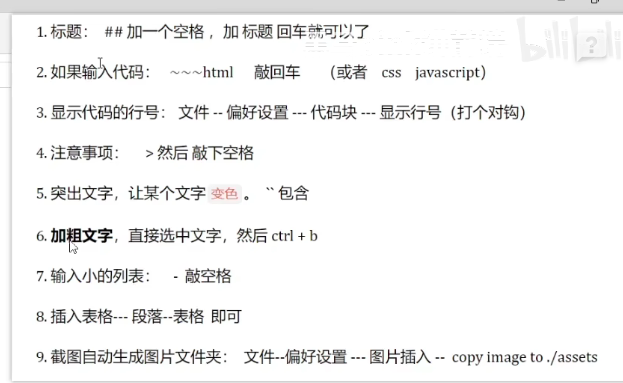 1. 标题： ## 加一个空格 ，加 标题 回车就可以了
bilibili
2. 如果输入代码： ~~~html 敲回车 （或者 css javascript）
3. 显示代码的行号： 文件 -- 偏好设置 --- 代码块 --- 显示行号（打个对钩）
4. 注意事项： > 然后 敲下空格
5. 突出文字，让某个文字 变色 。 `` 包含
6. 加粗文字，直接选中文字，然后 ctrl + b
7. 输入小的列表： - 敲空格
8. 插入表格--- 段落--表格 即可
9. 截图自动生成图片文件夹： 文件--偏好设置 --- 图片插入 -- copy image to ./assets